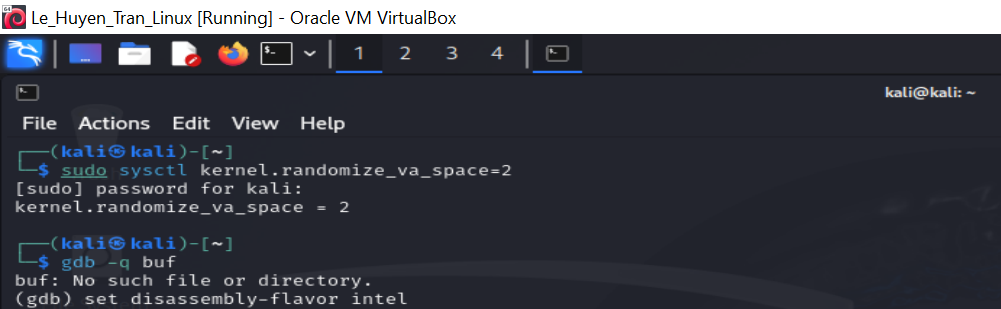 Le_Huyen_Tran_Linux [Running] - Oracle VM VirtualBox
1 2 3 4
kali@kali: ~
File Actions Edit View Help
┌──(kali㉿kali)-[~]
└─$ sudo sysctl kernel.randomize_va_space=2
[sudo] password for kali:
kernel.randomize_va_space = 2
┌──(kali㉿kali)-[~]
└─$ gdb -q buf
buf: No such file or directory.
(gdb) set disassembly-flavor intel